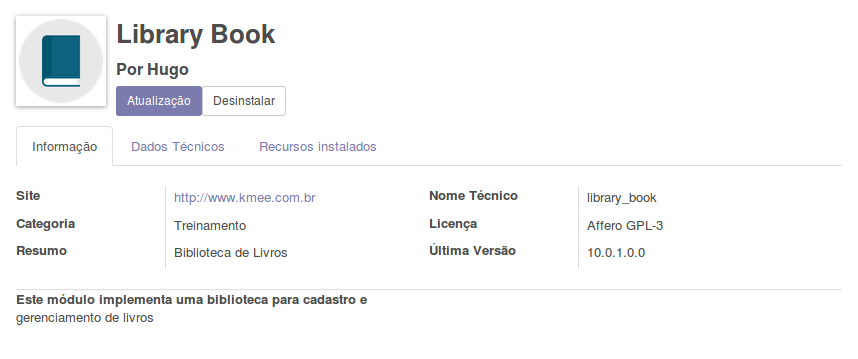 Library Book
Por Hugo
Atualização Desinstalar
Informação Dados Técnicos Recursos instalados
Site http://www.kmee.com.br Nome Técnico library_book
Categoria Treinamento Licença Affero GPL-3
Resumo Biblioteca de Livros Última Versão 10.0.1.0.0
Este módulo implementa uma biblioteca para cadastro e
gerenciamento de livros